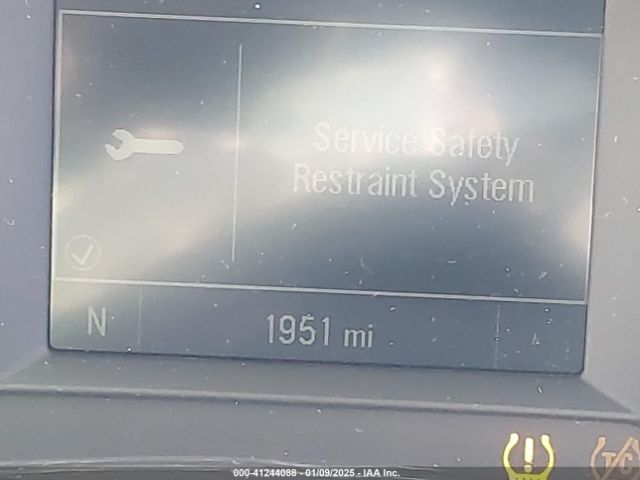 Service Safety
Restraint System
N
1951 mi
T/C
000-41244088 - 01/09/2025 - IAA Inc.